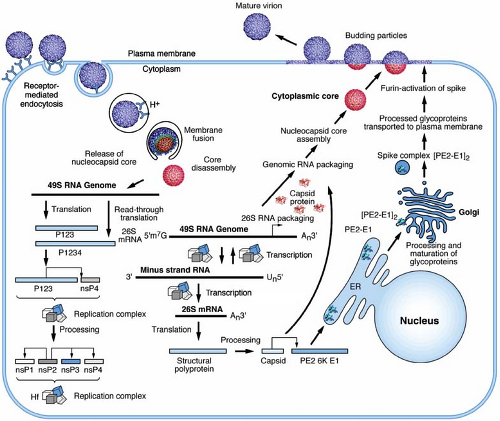 Mature virion
Budding particles
Plasma membrane
Cytoplasm
Receptor-
mediated
endocytosis
H+
Membrane
fusion
Release of
nucleocapsid core
Core
disassembly
Cytoplasmic core
Furin-activation of spike
Nucleocapsid core
assembly
Processed glycoproteins
transported to plasma membrane
Genomic RNA packaging
Spike complex [PE2-E1]2
49S RNA Genome
Translation
Read-through
translation
Capsid
protein
26S RNA packaging
[PE2-E1]2
Golgi
PE2-E1
P123
26S
mRNA
5'm7G
49S RNA Genome
An3'
P1234
Transcription
Processing
and maturation
of glycoproteins
3'
Minus strand RNA
Un5'
ER
P123
nsP4
Transcription
Replication complex
26S mRNA
An3'
Nucleus
Processing
Translation
Processing
nsP1
nsP2
nsP3
nsP4
Structural
polyprotein
Capsid
PE2 6K E1
Hf
Replication complex